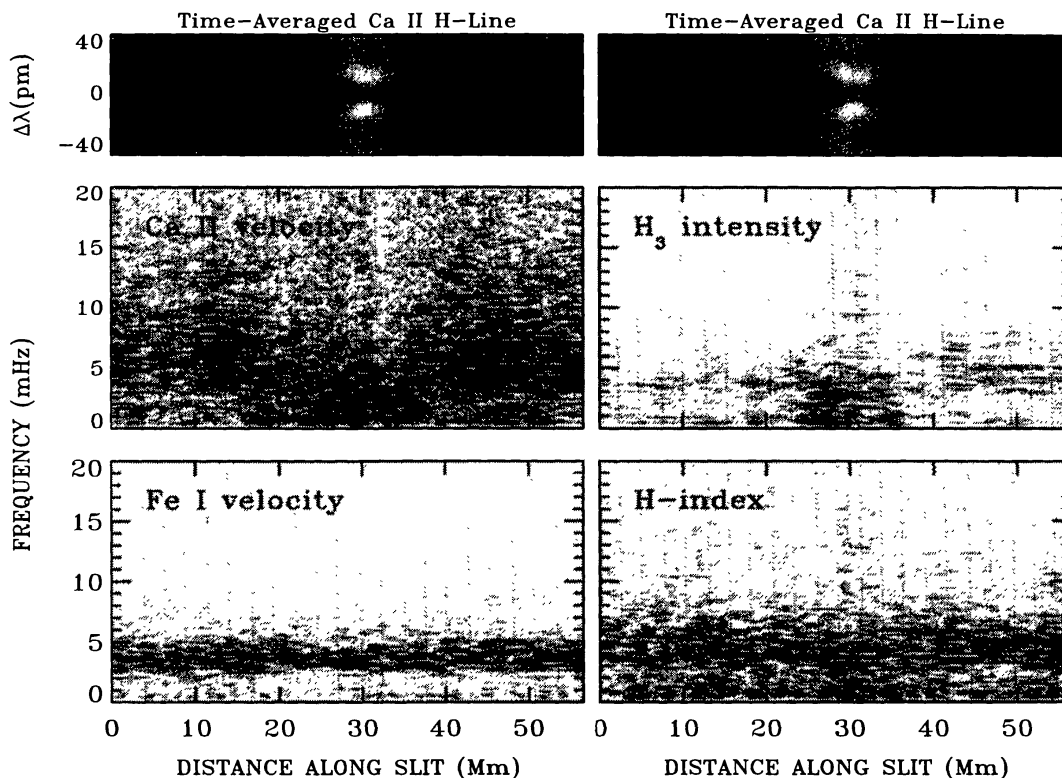 Time-Averaged Ca II H-Line Time-Averaged Ca II H-Line
Δλ(pm)
40
0
-40
FREQUENCY (mHz)
20
15
10
5
0
Ca II velocity
H₃ intensity
20
15
10
5
0
Fe I velocity
H-index
0 10 20 30 40 50 0 10 20 30 40 50
DISTANCE ALONG SLIT (Mm) DISTANCE ALONG SLIT (Mm)